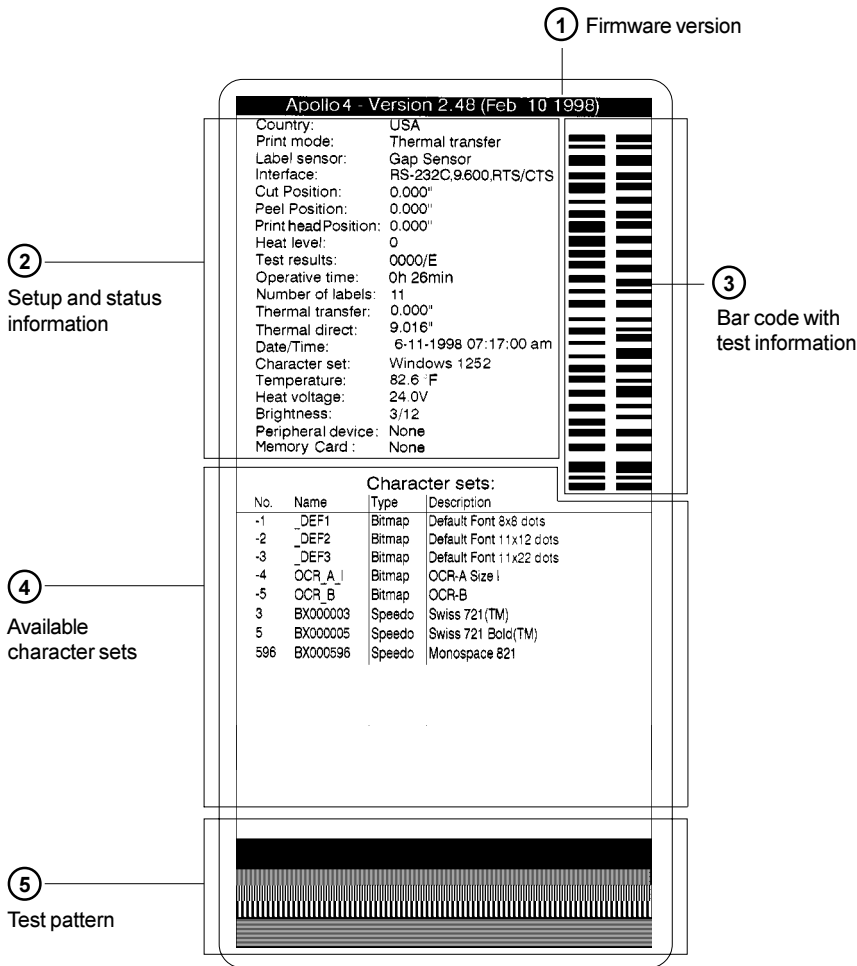 1 Firmware version
Apollo 4 - Version 2.48 (Feb 10 1998)
Country: USA
Print mode: Thermal transfer
Label sensor: Gap Sensor
Interface: RS-232C,9.600,RTS/CTS
Cut Position: 0.000"
Peel Position: 0.000"
Print head Position: 0.000"
Heat level: 0
Test results: 0000/E
Operative time: 0h 26min
Number of labels: 11
Thermal transfer: 0.000"
Thermal direct: 9.016"
Date/Time: 6-11-1998 07:17:00 am
Character set: Windows 1252
Temperature: 82.6 °F
Heat voltage: 24.0V
Brightness: 3/12
Peripheral device: None
Memory Card : None
2
Setup and status
information
3
Bar code with
test information
Character sets:
No. Name Type Description
-1 _DEF1 Bitmap Default Font 8x8 dots
-2 _DEF2 Bitmap Default Font 11x12 dots
-3 _DEF3 Bitmap Default Font 11x22 dots
-4 OCR_A_I Bitmap OCR-A Size I
-5 OCR_B Bitmap OCR-B
3 BX000003 Speedo Swiss 721(TM)
5 BX000005 Speedo Swiss 721 Bold(TM)
596 BX000596 Speedo Monospace 821
4
Available
character sets
5
Test pattern